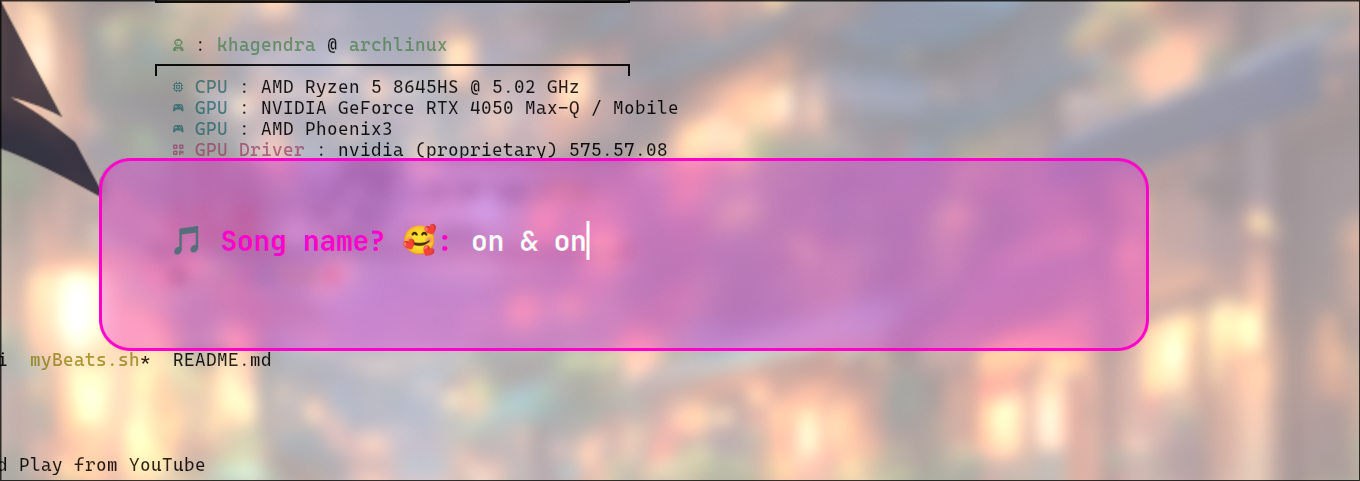 : khagendra @ archlinux
CPU : AMD Ryzen 5 8645HS @ 5.02 GHz
GPU : NVIDIA GeForce RTX 4050 Max-Q / Mobile
GPU : AMD Phoenix3
GPU Driver : nvidia (proprietary) 575.57.08
🎵 Song name? 🥰: on & on
i myBeats.sh* README.md
d Play from YouTube